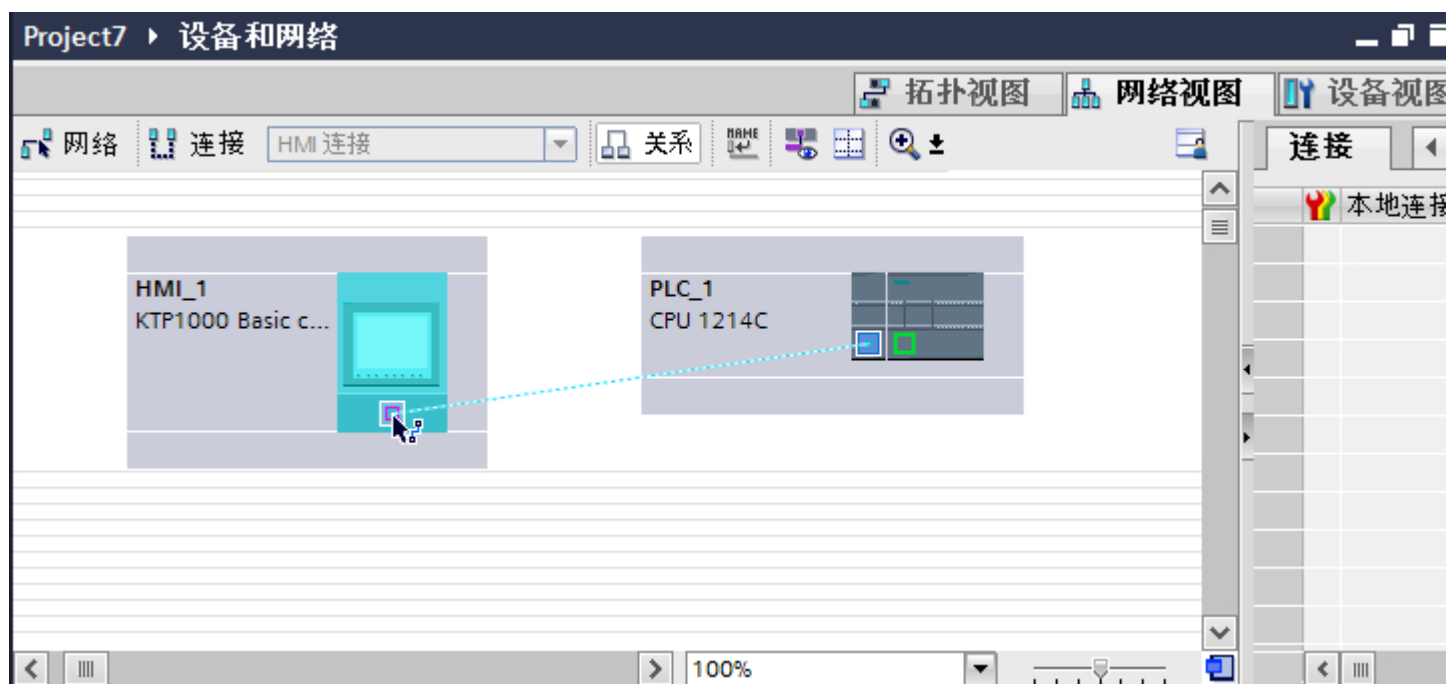 Project7 ▸ 设备和网络
拓扑视图 网络视图 设备视图
网络 连接 HMI 连接 关系 连接
本地连接
HMI_1
KTP1000 Basic c...
PLC_1
CPU 1214C
100%